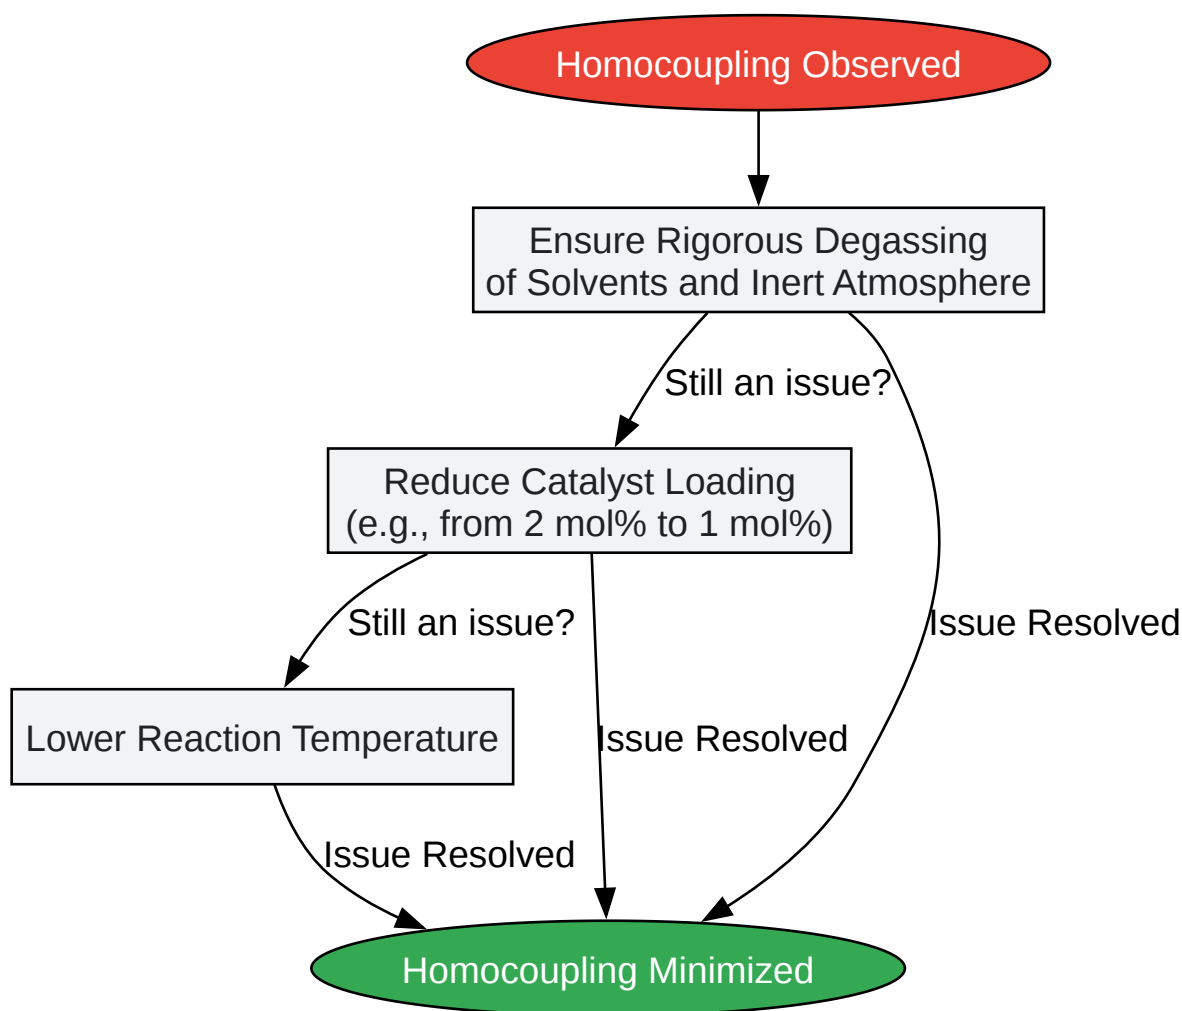 Homocoupling Observed
Ensure Rigorous Degassing
of Solvents and Inert Atmosphere
Still an issue?
Reduce Catalyst Loading
(e.g., from 2 mol% to 1 mol%)
Still an issue?
Issue Resolved
Lower Reaction Temperature
Issue Resolved
Issue Resolved
Homocoupling Minimized